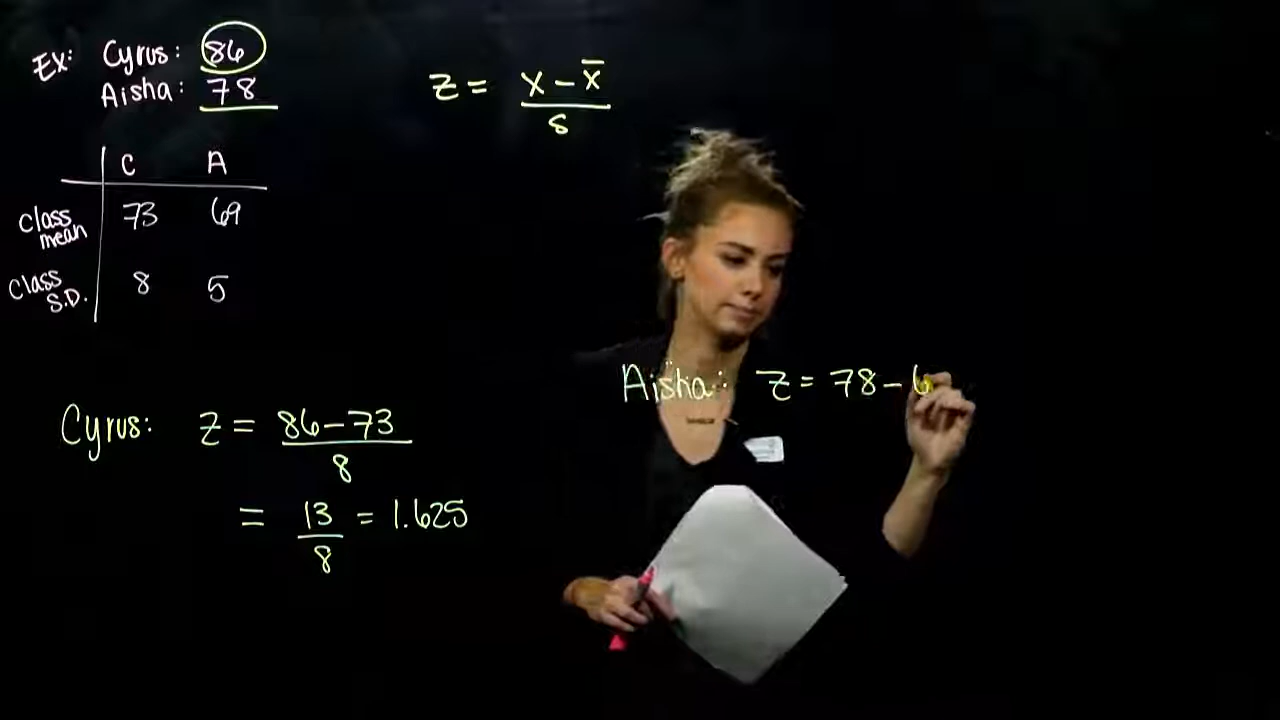 Ex: Cyrus: 86
Aisha: 78
z = x - x̄
s
C A
class mean 73 69
class S.D. 8 5
Cyrus: z = 86-73
8
= 13 = 1.625
8
Aisha: z = 78-6